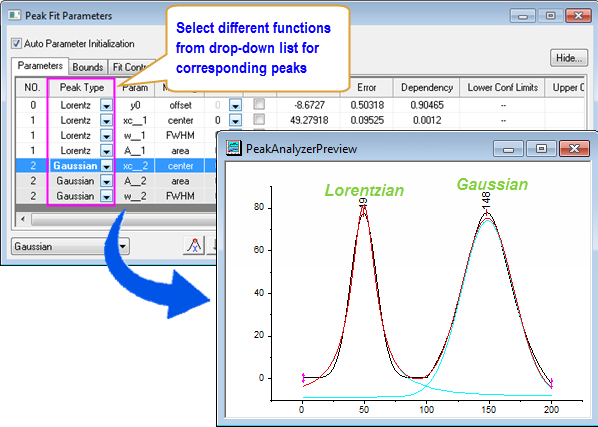 Peak Fit Parameters
Select different functions
from drop-down list for
corresponding peaks
Auto Parameter Initialization
Hide...
Parameters Bounds Fit Contr
NO. Peak Type Param Error Dependency Lower Conf Limits Upper C
0 Lorentz y0 offset 0 -8.6727 0.50318 0.90465 --
1 Lorentz xc__1 center 0 49.27918 0.09525 0.0012 --
1 Lorentz w__1 FWHM
1 Lorentz A__1 area
2 Gaussian xc__2 center
2 Gaussian A__2 area
2 Gaussian w__2 FWHM
Gaussian
PeakAnalyzerPreview
Lorentzian Gaussian
148
80
60
40
20
0
0 50 100 150 200